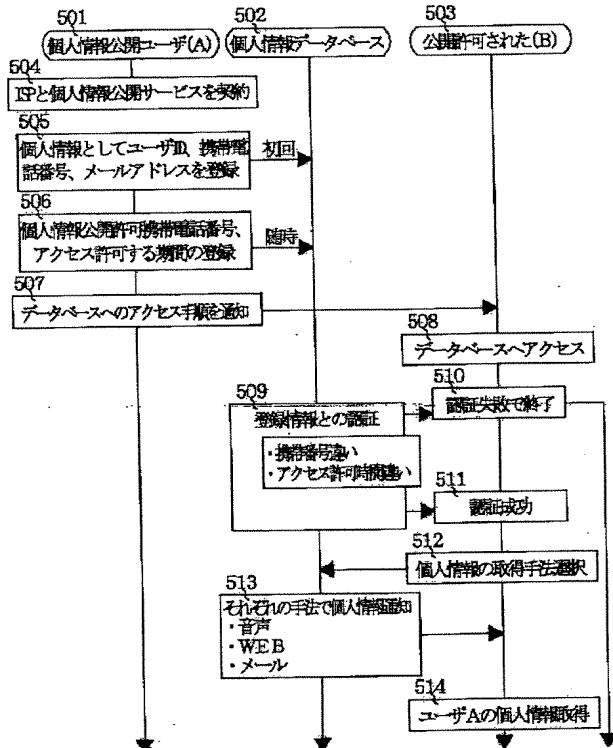 501
個人情報公開ユーザ(A)
502
個人情報データベース
503
公開許可された(B)
504
ISPと個人情報公開サービスを契約
505
個人情報としてユーザID、携帯電
話番号、メールアドレスを登録
初回
506
個人情報公開許可携帯電話番号、
アクセス許可する期間の登録
随時
507
データベースへのアクセス手順を通知
508
データベースへアクセス
509
登録情報との認証
・携帯番号違い
・アクセス許可時間違い
510
認証失敗で終了
511
認証成功
512
個人情報の取得手法選択
513
それぞれの手法で個人情報通知
・音声
・WEB
・メール
514
ユーザAの個人情報取得